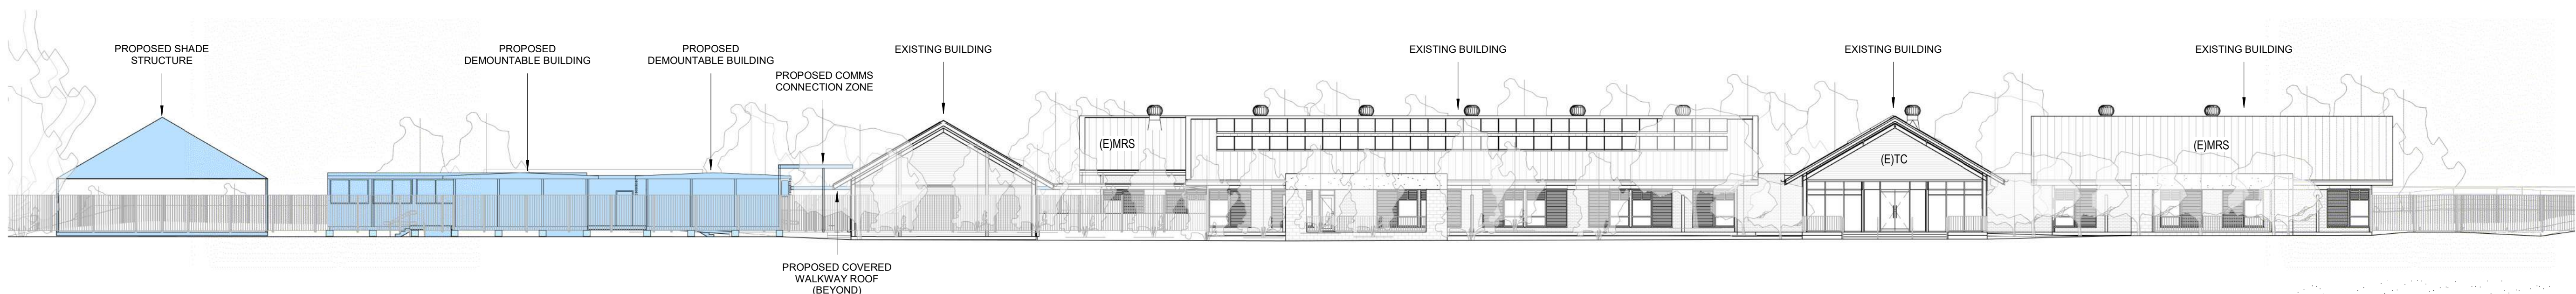 PROPOSED SHADE
STRUCTURE
PROPOSED
DEMOUNTABLE BUILDING
PROPOSED
DEMOUNTABLE BUILDING
PROPOSED COMMS
CONNECTION ZONE
EXISTING BUILDING
EXISTING BUILDING
EXISTING BUILDING
EXISTING BUILDING
(E)MRS
(E)TC
(E)MRS
PROPOSED COVERED
WALKWAY ROOF
(BEYOND)